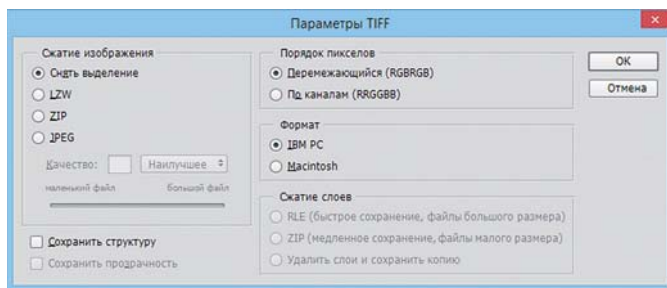 Параметры TIFF
Сжатие изображения
Снять выделение
LZW
ZIP
JPEG
Качество:
Наилучшее
маленький файл
большой файл
Сохранить структуру
Сохранить прозрачность
Порядок пикселов
Перемежающийся (RGBRGB)
По каналам (RRGGBB)
Формат
IBM PC
Macintosh
Сжатие слоев
RLE (быстрое сохранение, файлы большого размера)
ZIP (медленное сохранение, файлы малого размера)
Удалить слои и сохранить копию
OK
Отмена